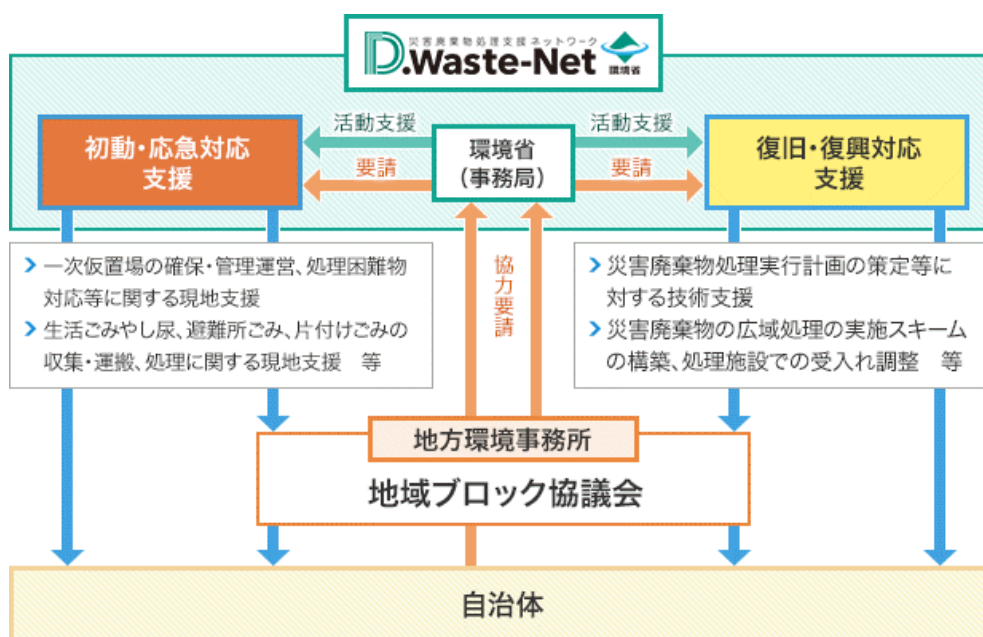 災害廃棄物処理支援ネットワーク
D.Waste-Net
環境省
初動・応急対応
支援
活動支援
要請
環境省
（事務局）
活動支援
要請
復旧・復興対応
支援
一次仮置場の確保・管理運営、処理困難物
対応等に関する現地支援
生活ごみやし尿、避難所ごみ、片付けごみの
収集・運搬、処理に関する現地支援　等
協力要請
災害廃棄物処理実行計画の策定等に
対する技術支援
災害廃棄物の広域処理の実施スキーム
の構築、処理施設での受入れ調整　等
地方環境事務所
地域ブロック協議会
自治体